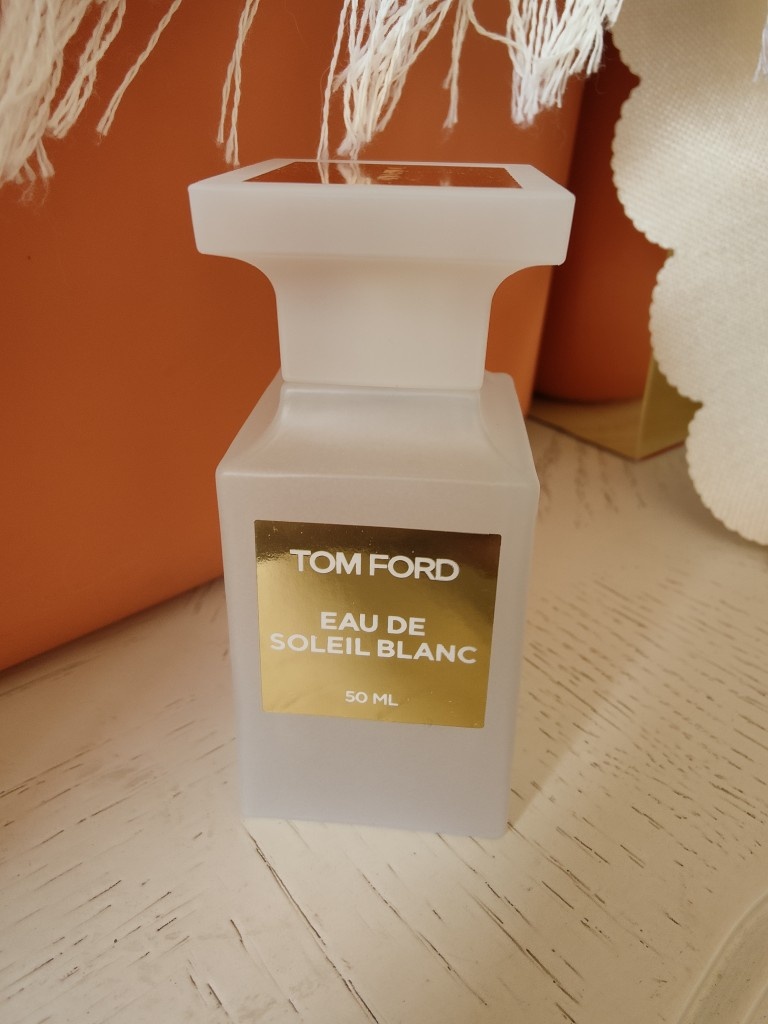 TOM FORD
EAU DE
SOLEIL BLANC
50 ML